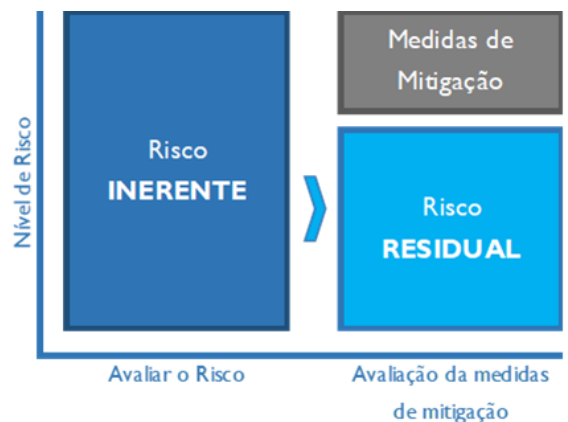 Nível de Risco
Risco
INERENTE
Medidas de
Mitigação
Risco
RESIDUAL
Avaliar o Risco
Avaliação da medidas
de mitigação